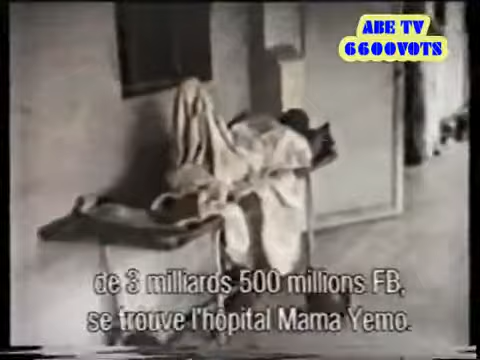 ABE TV
6600VOTS
de 3 milliards 500 millions FB,
se trouve l'hôpital Mama Yemo.